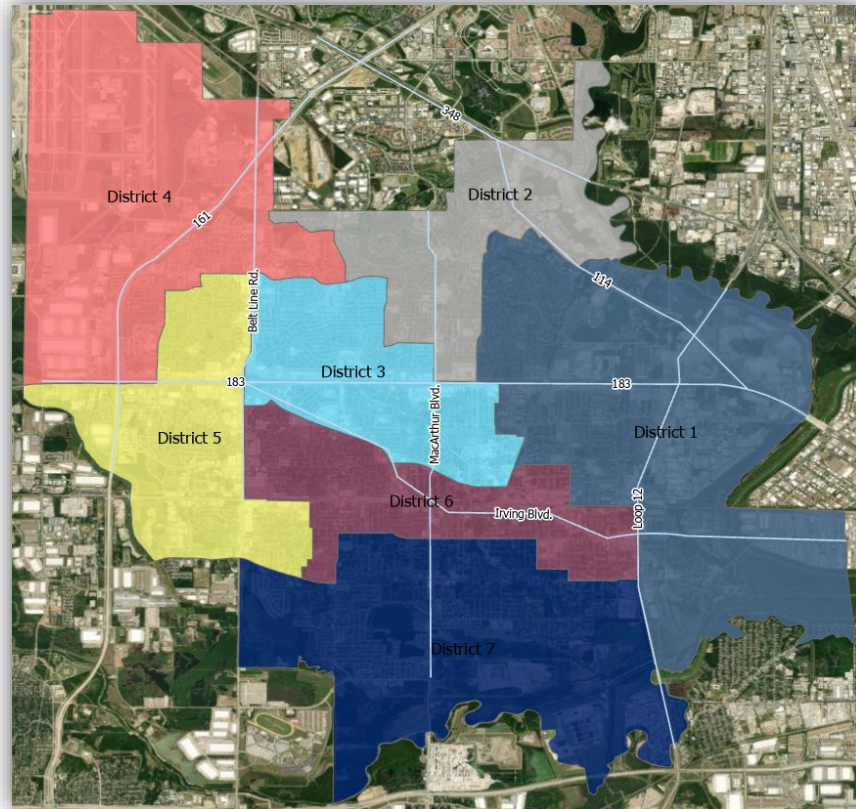 348
District 2
District 4
161
114
Belt Line Rd.
District 3
183
183
MacArthur Blvd.
District 5
District 1
District 6
Loop 12
Irving Blvd.
District 7